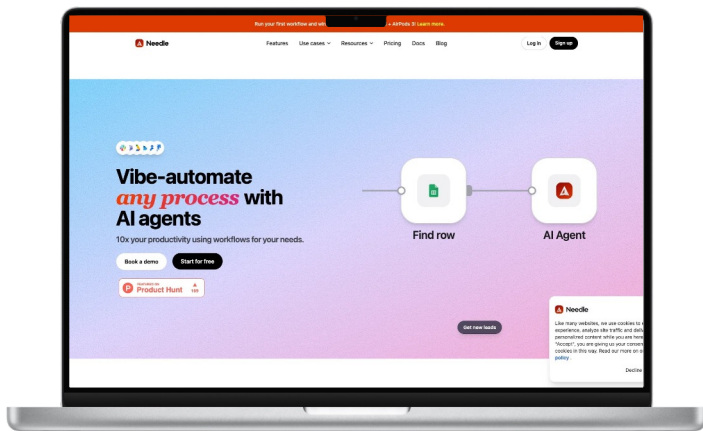 Run your first workflow and win
+ AirPods 3! Learn more.
Needle
Features Use cases Resources Pricing Docs Blog
Log in Sign up
Vibe-automate
any process with
AI agents
10x your productivity using workflows for your needs.
Book a demo Start for free
FEATURED ON
Product Hunt
Find row AI Agent
Get new leads
Needle
Like many websites, we use cookies to
experience, analyze site traffic and
personalized content while you are
"Accept", you are giving us your
cookies in this way. Read our more on
policy.
Decline